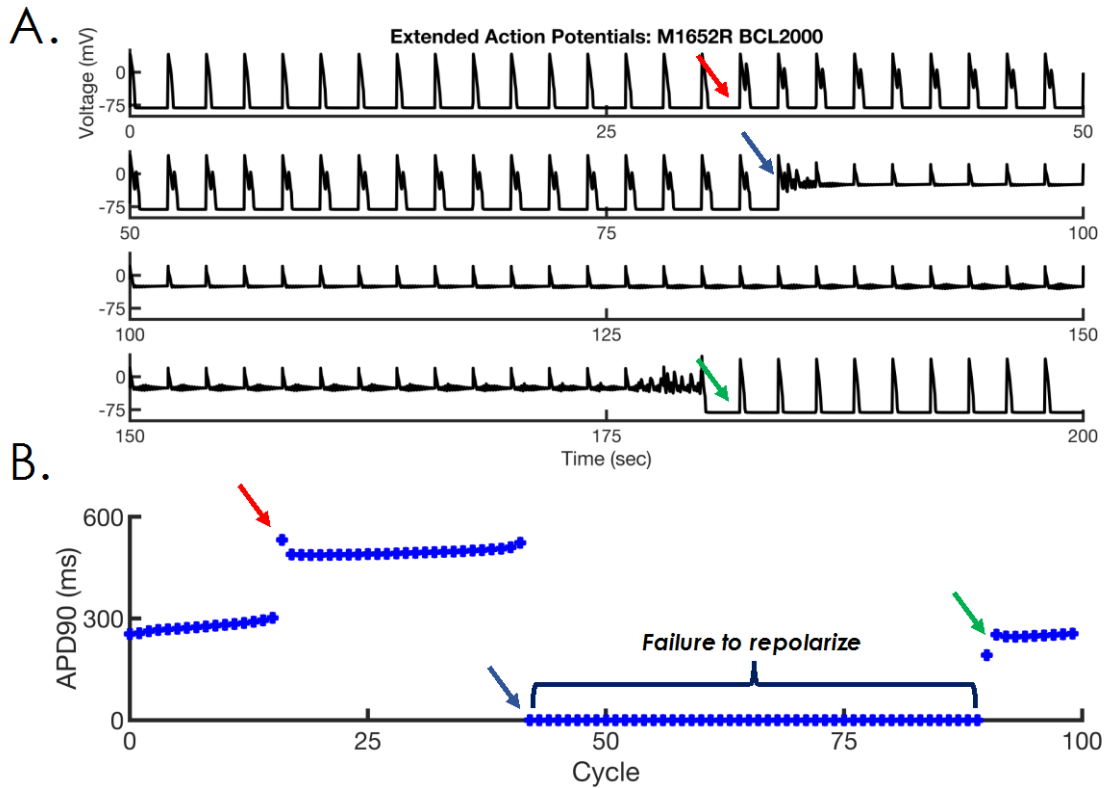 A.
Extended Action Potentials: M1652R BCL2000
Voltage (mV)
0
-75
0 25 50
0
-75
50 75 100
0
-75
100 125 150
0
-75
150 175 200
Time (sec)
B.
APD90 (ms)
600
300
0
Failure to repolarize
0 25 50 75 100
Cycle